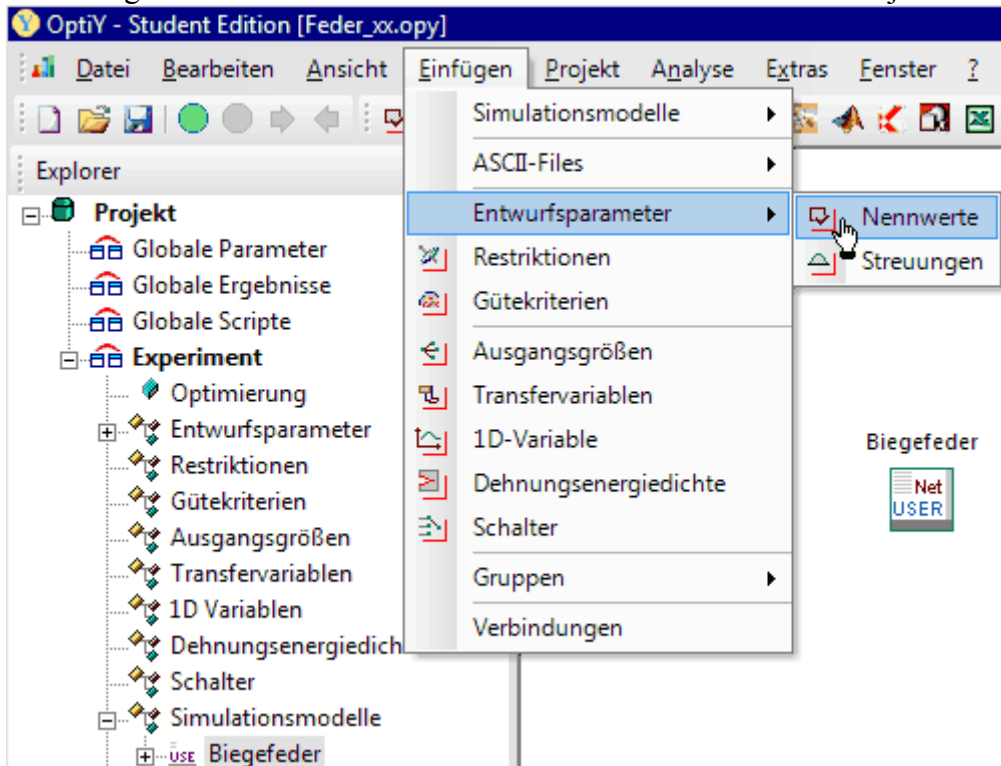 OptiY - Student Edition [Feder_xx.opy]
Datei Bearbeiten Ansicht Einfügen Projekt Analyse Extras Fenster ?
Explorer
Projekt
Globale Parameter
Globale Ergebnisse
Globale Scripte
Experiment
Optimierung
Entwurfsparameter
Restriktionen
Gütekriterien
Ausgangsgrößen
Transfervariablen
1D Variablen
Dehnungsenergiedich
Schalter
Simulationsmodelle
USE Biegefeder
Simulationsmodelle
ASCII-Files
Entwurfsparameter
Restriktionen
Gütekriterien
Ausgangsgrößen
Transfervariablen
1D-Variable
Dehnungsenergiedichte
Schalter
Gruppen
Verbindungen
Nennwerte
Streuungen
Biegefeder
Net
USER